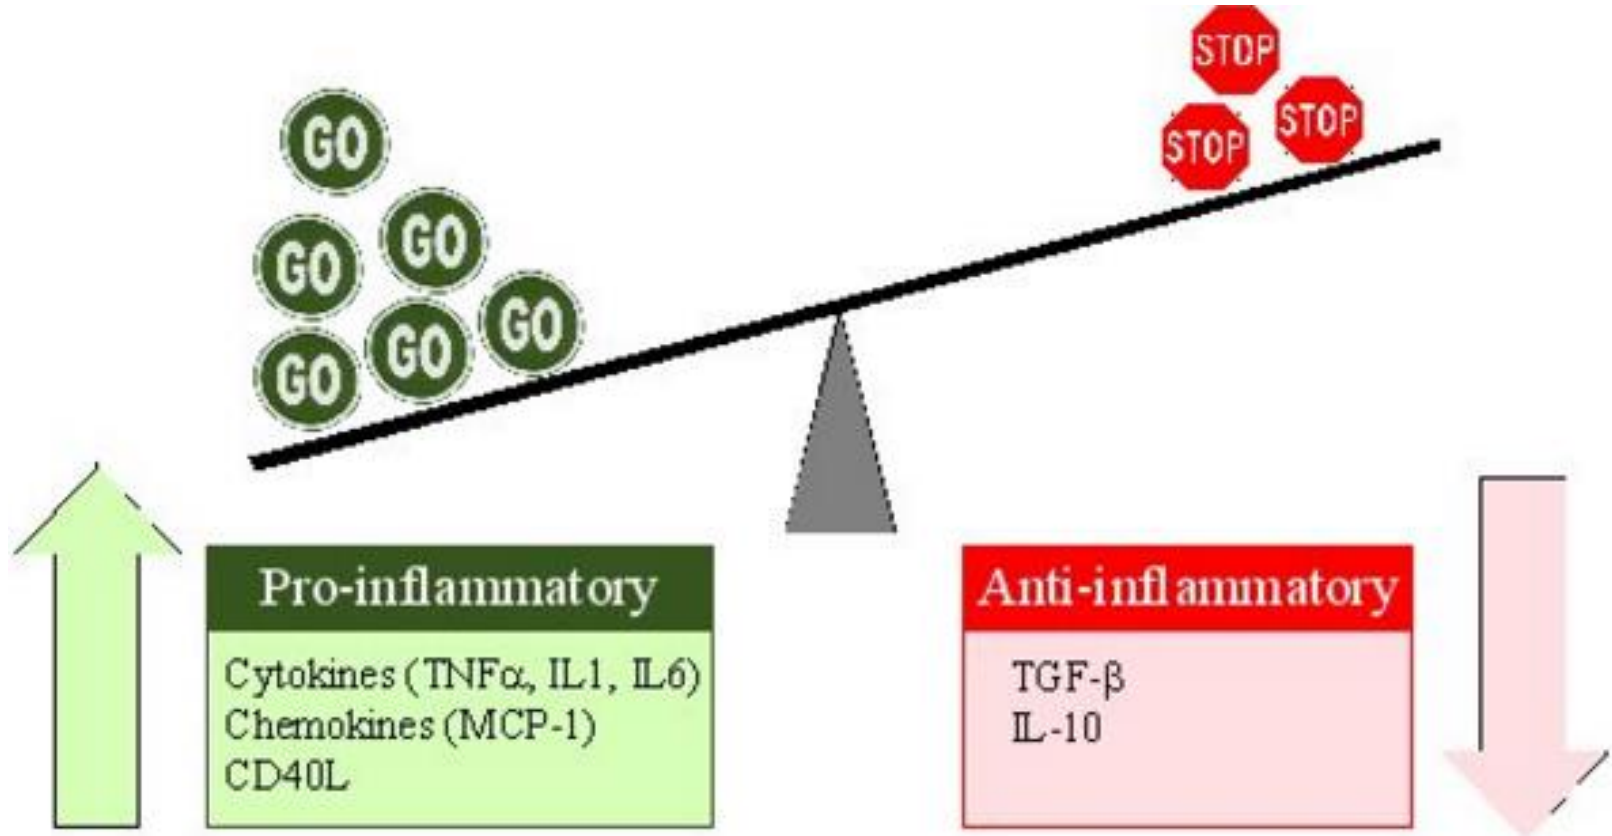 STOP
STOP
STOP
GO
GO
GO
GO
GO
GO
Pro-inflammatory
Cytokines (TNFα, IL1, IL6)
Chemokines (MCP-1)
CD40L
Anti-inflammatory
TGF-β
IL-10